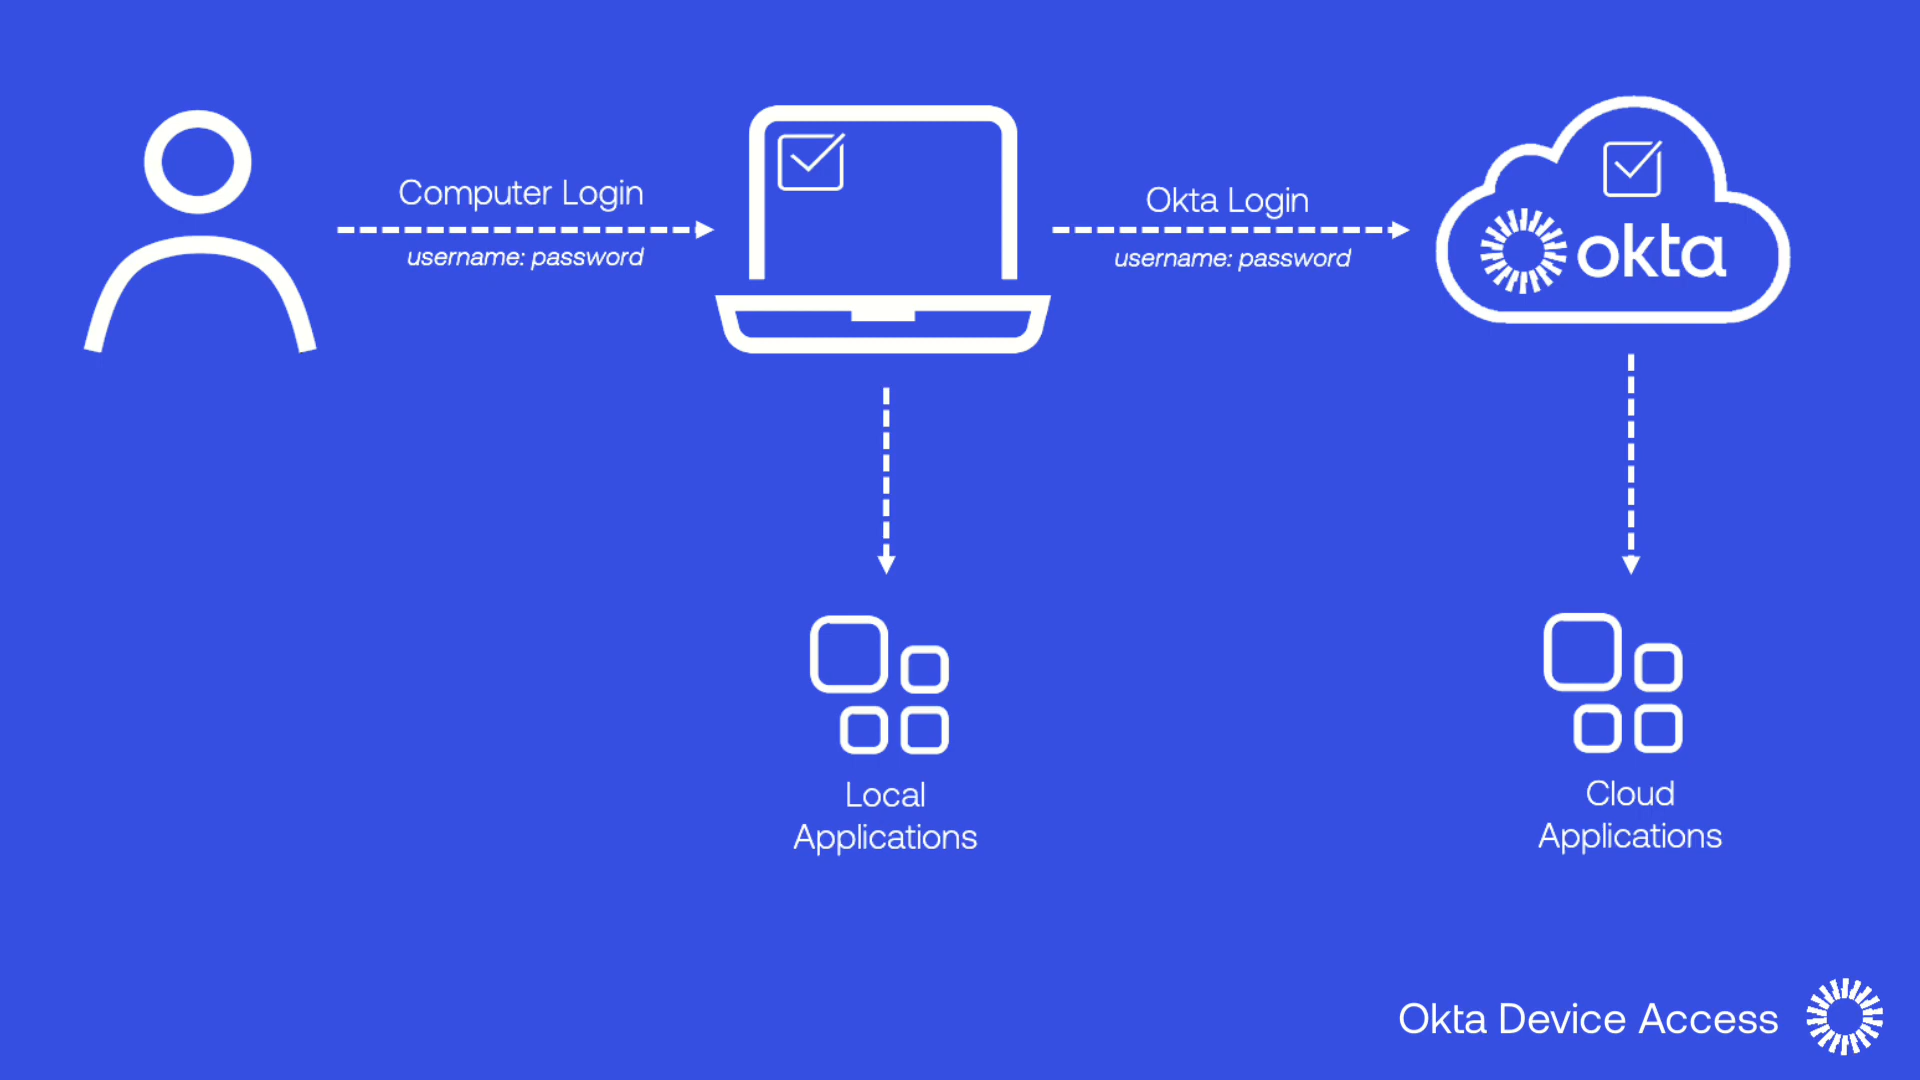 Computer Login
username: password
Okta Login
username: password
okta
Local
Applications
Cloud
Applications
Okta Device Access